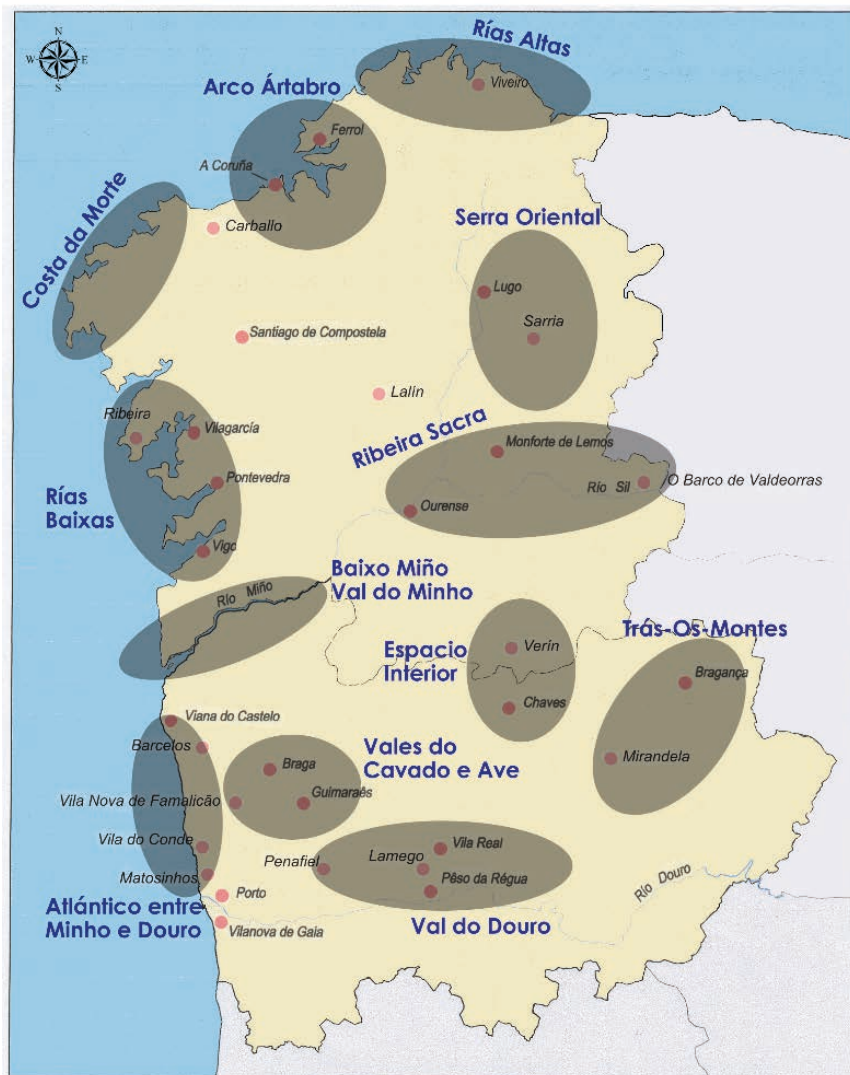 N
W
E
S
Rías Altas
Viveiro
Arco Ártabro
Ferrol
A Coruña
Costa da Morte
Carballo
Serra Oriental
Lugo
Sarria
Santiago de Compostela
Lalín
Ribeira
Vilagarcía
Ribeira Sacra
Monforte de Lemos
Pontevedra
Río Sil
O Barco de Valdeorras
Rías
Baixas
Ourense
Vigo
Baixo Miño
Val do Minho
Río Miño
Trás-Os-Montes
Espacio
Interior
Verín
Bragança
Chaves
Viana do Castelo
Barcelos
Vales do
Cavado e Ave
Mirandela
Braga
Vila Nova de Famalicão
Guimaraês
Vila do Conde
Vila Real
Penafiel
Lamego
Matosinhos
Pêso da Régua
Porto
Río Douro
Atlántico entre
Minho e Douro
Vilanova de Gaia
Val do Douro